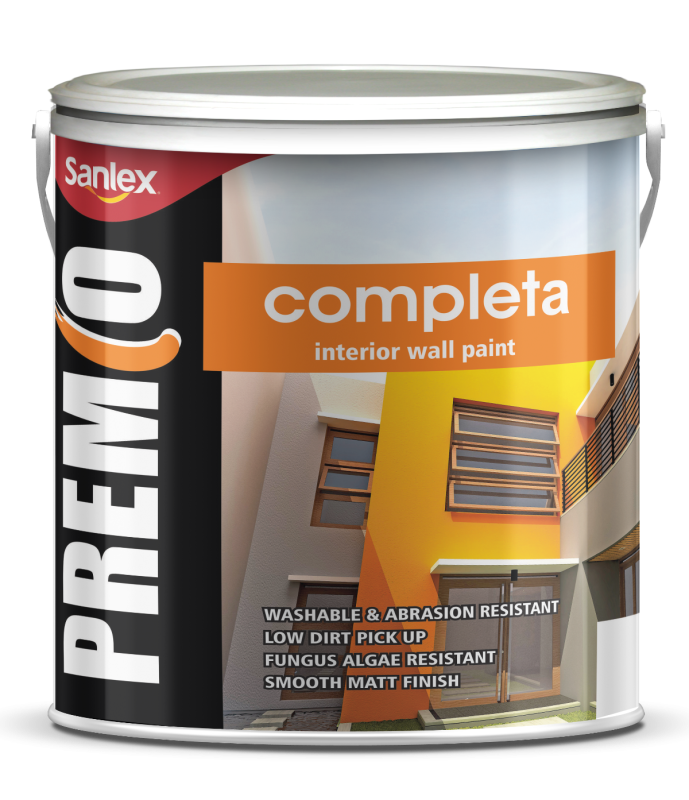 Sanlex
PREMIO
completa
interior wall paint
WASHABLE & ABRASION RESISTANT
LOW DIRT PICK UP
FUNGUS ALGAE RESISTANT
SMOOTH MATT FINISH